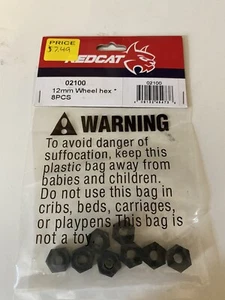 PRICE
$7.49
REDCAT
02100
12mm Wheel hex *
8PCS
02100
WARNING
To avoid danger of
suffocation, keep this
plastic bag away from
babies and children.
Do not use this bag in
cribs, beds, carriages,
or playpens. This bag is
not a toy.